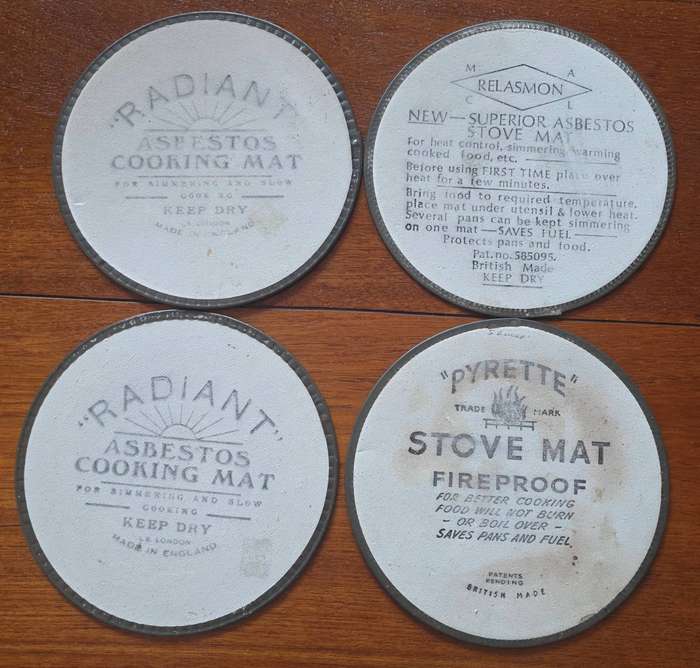 "RADIANT"
ASBESTOS
COOKING MAT
FOR SIMMERING AND SLOW
COOKING
KEEP DRY
L.R. LONDON
MADE IN ENGLAND
M A
RELASMON
C L
NEW—SUPERIOR ASBESTOS
STOVE MAT
For heat control, simmering, warming
cooked food, etc.
Before using FIRST TIME place over
heat for a few minutes.
Bring food to required temperature,
place mat under utensil & lower heat.
Several pans can be kept simmering
on one mat—SAVES FUEL
Protects pans and food.
Pat. no. 585095.
British Made
KEEP DRY
"RADIANT"
ASBESTOS
COOKING MAT
FOR SIMMERING AND SLOW
COOKING
KEEP DRY
L.R. LONDON
MADE IN ENGLAND
"PYRETTE"
TRADE MARK
STOVE MAT
FIREPROOF
FOR BETTER COOKING
FOOD WILL NOT BURN
- OR BOIL OVER -
SAVES PANS AND FUEL.
PATENTS
PENDING
BRITISH MADE